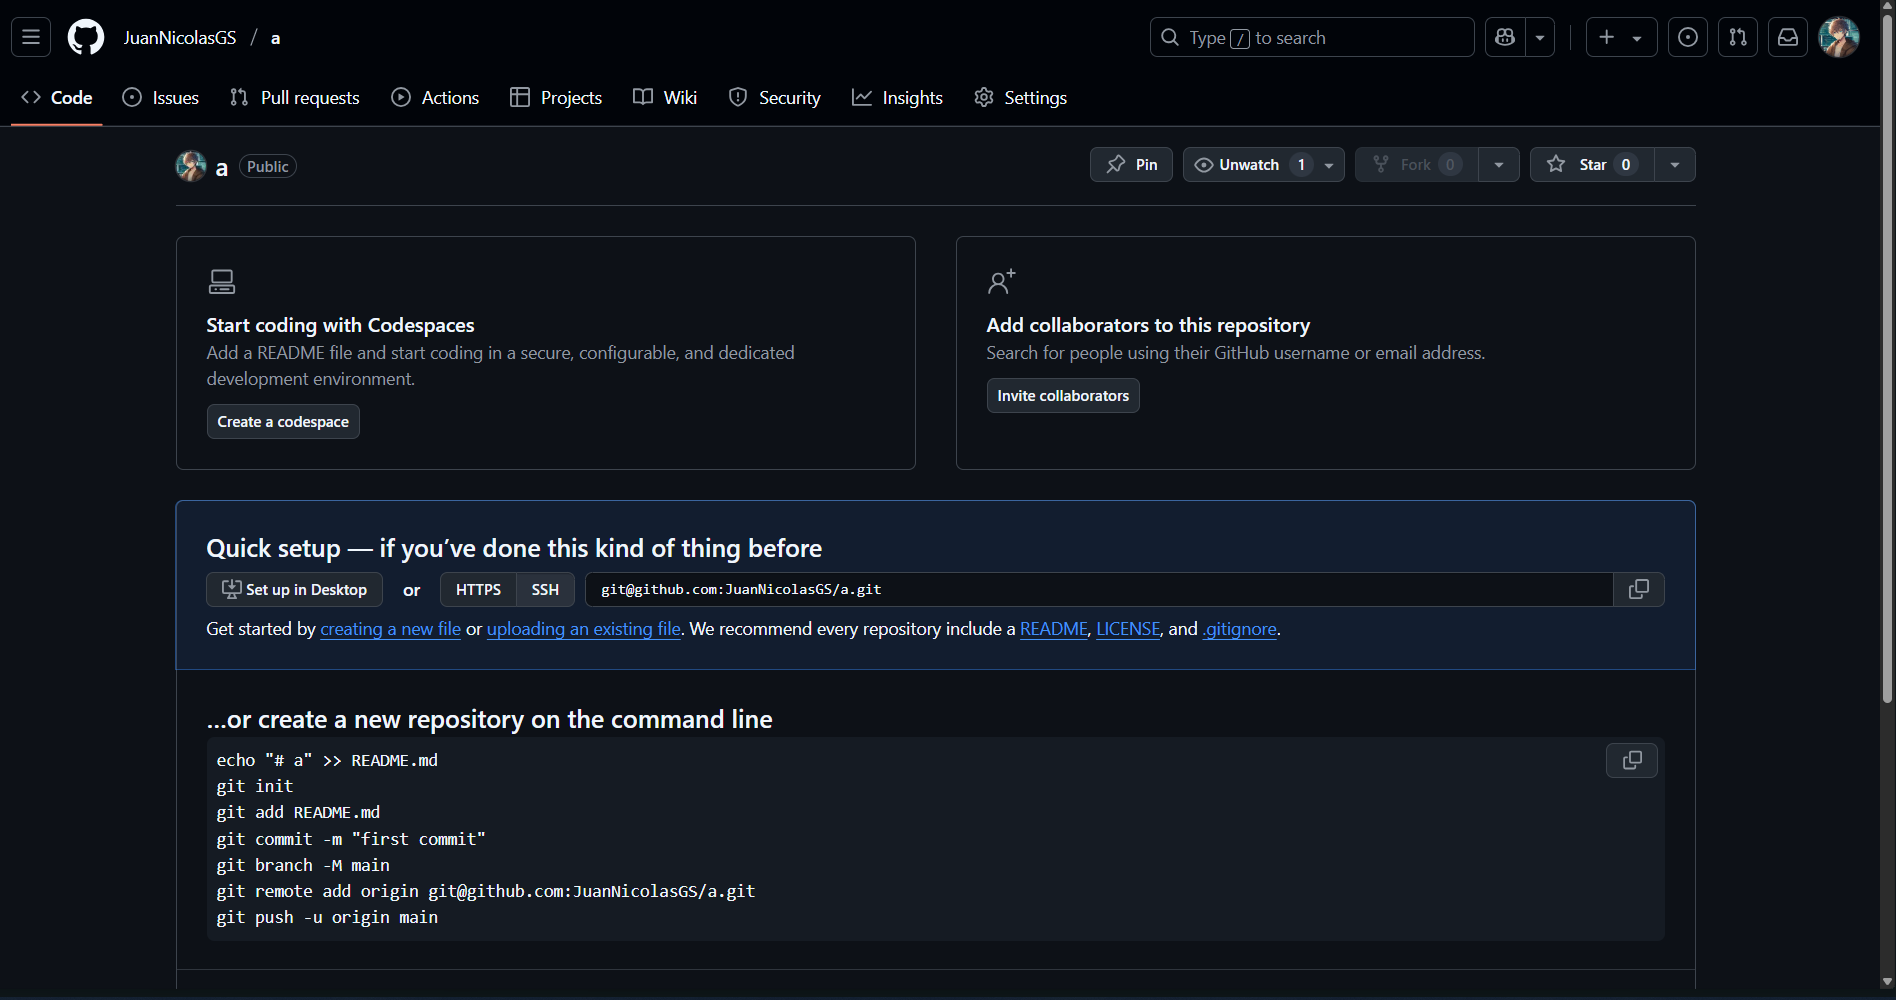 JuanNicolasGS / a
Type / to search
Code Issues Pull requests Actions Projects Wiki Security Insights Settings
a Public
Pin Unwatch 1 Fork 0 Star 0
Start coding with Codespaces
Add a README file and start coding in a secure, configurable, and dedicated
development environment.
Create a codespace
Add collaborators to this repository
Search for people using their GitHub username or email address.
Invite collaborators
Quick setup — if you’ve done this kind of thing before
Set up in Desktop or HTTPS SSH git@github.com:JuanNicolasGS/a.git
Get started by creating a new file or uploading an existing file. We recommend every repository include a README, LICENSE, and .gitignore.
…or create a new repository on the command line
echo "# a" >> README.md
git init
git add README.md
git commit -m "first commit"
git branch -M main
git remote add origin git@github.com:JuanNicolasGS/a.git
git push -u origin main